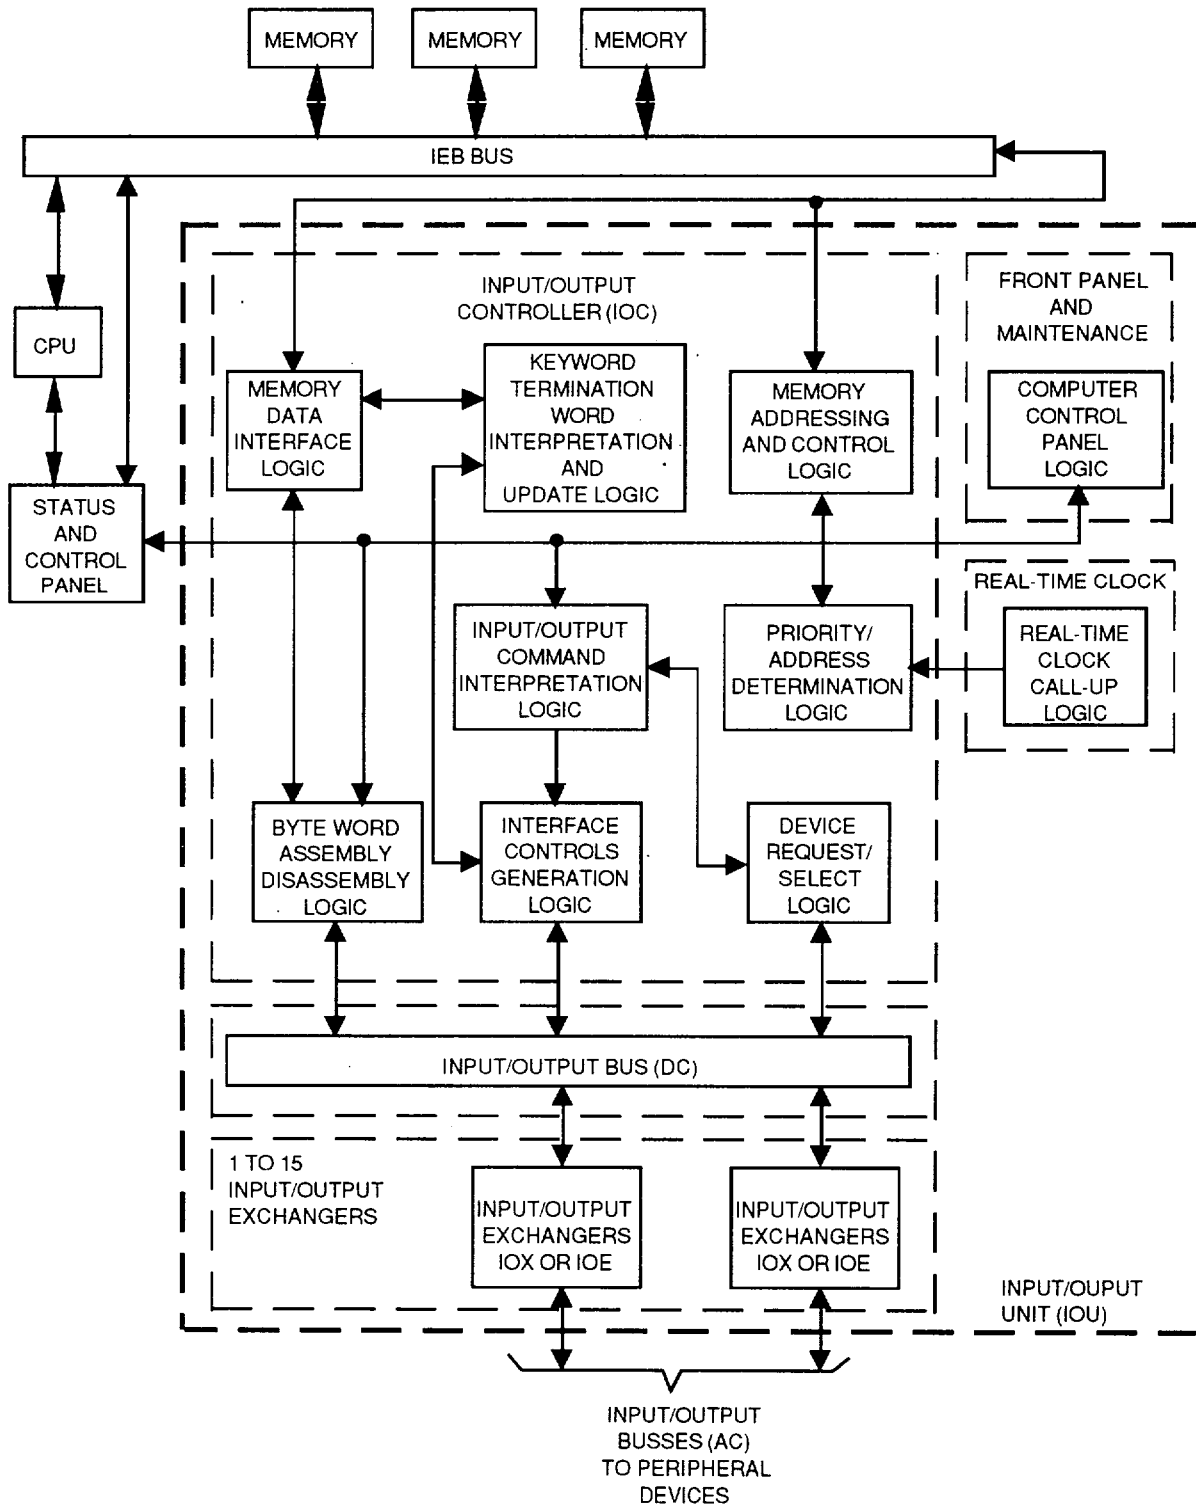 MEMORY
MEMORY
MEMORY
IEB BUS
INPUT/OUTPUT
CONTROLLER (IOC)
FRONT PANEL
AND
MAINTENANCE
CPU
MEMORY
DATA
INTERFACE
LOGIC
KEYWORD
TERMINATION
WORD
INTERPRETATION
AND
UPDATE LOGIC
MEMORY
ADDRESSING
AND CONTROL
LOGIC
COMPUTER
CONTROL
PANEL
LOGIC
STATUS
AND
CONTROL
PANEL
REAL-TIME CLOCK
INPUT/OUTPUT
COMMAND
INTERPRETATION
LOGIC
PRIORITY/
ADDRESS
DETERMINATION
LOGIC
REAL-TIME
CLOCK
CALL-UP
LOGIC
BYTE WORD
ASSEMBLY
DISASSEMBLY
LOGIC
INTERFACE
CONTROLS
GENERATION
LOGIC
DEVICE
REQUEST/
SELECT
LOGIC
INPUT/OUTPUT BUS (DC)
1 TO 15
INPUT/OUTPUT
EXCHANGERS
INPUT/OUTPUT
EXCHANGERS
IOX OR IOE
INPUT/OUTPUT
EXCHANGERS
IOX OR IOE
INPUT/OUPUT
UNIT (IOU)
INPUT/OUTPUT
BUSSES (AC)
TO PERIPHERAL
DEVICES